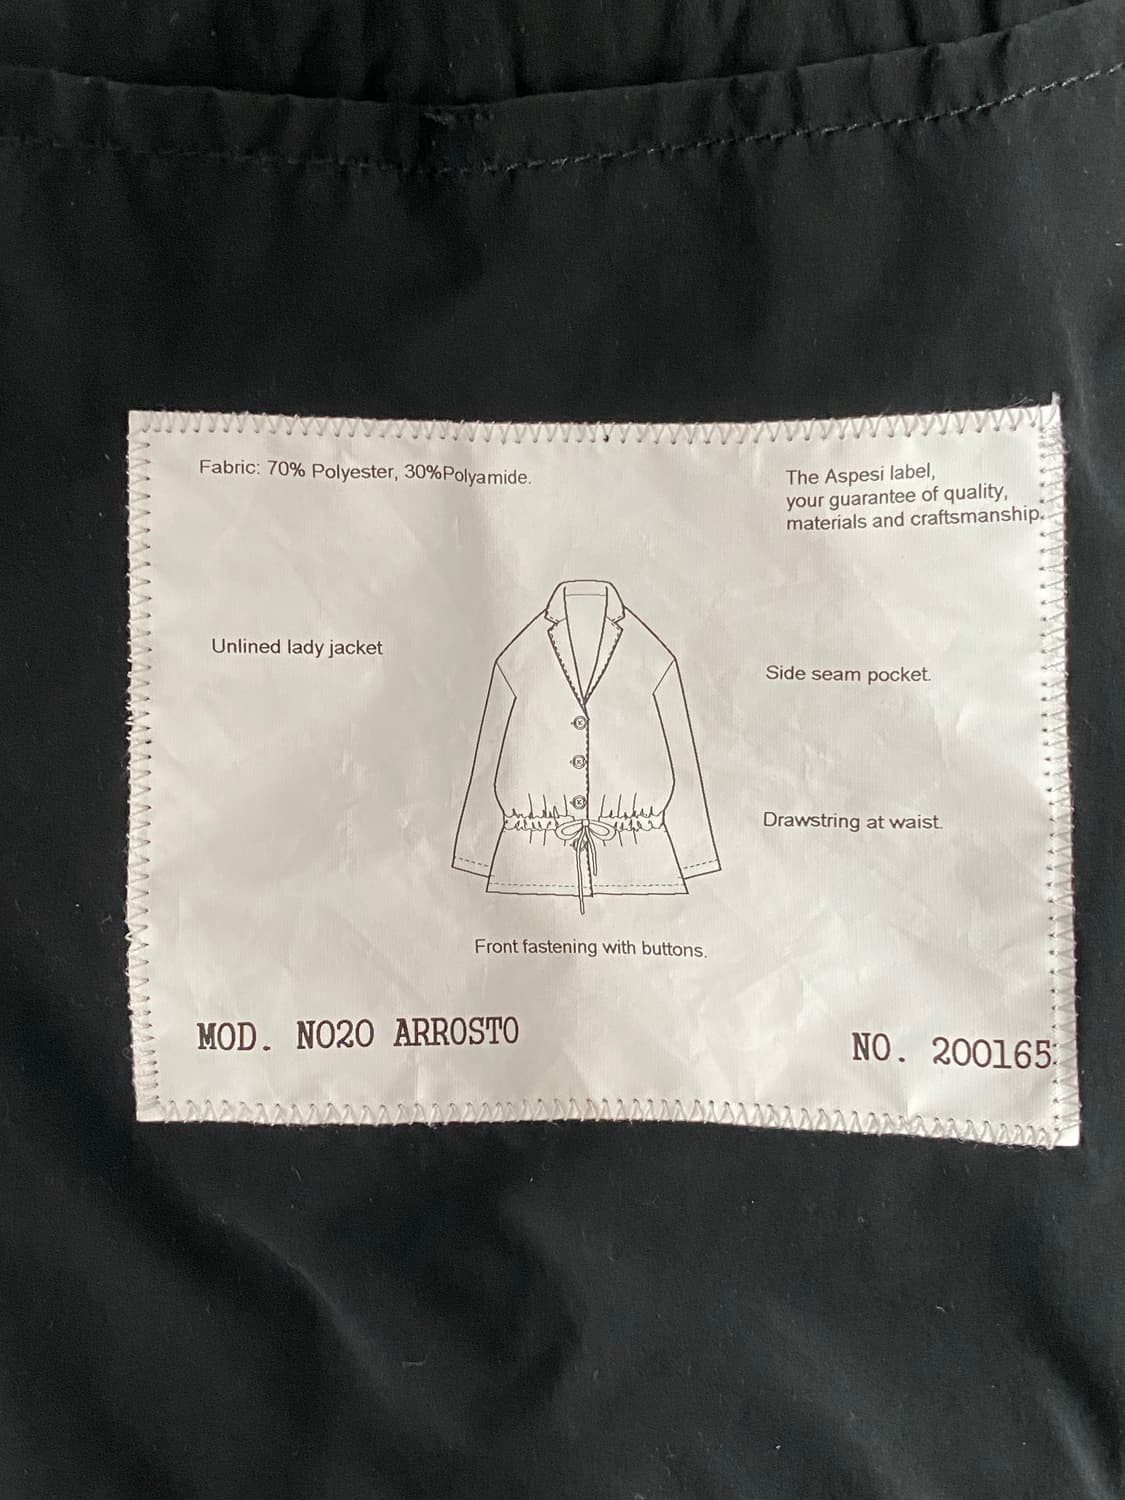 Fabric: 70% Polyester, 30%Polyamide.
The Aspesi label,
your guarantee of quality,
materials and craftsmanship.
Unlined lady jacket
Side seam pocket.
Drawstring at waist.
Front fastening with buttons.
MOD. NO20 ARROSTO
NO. 200165